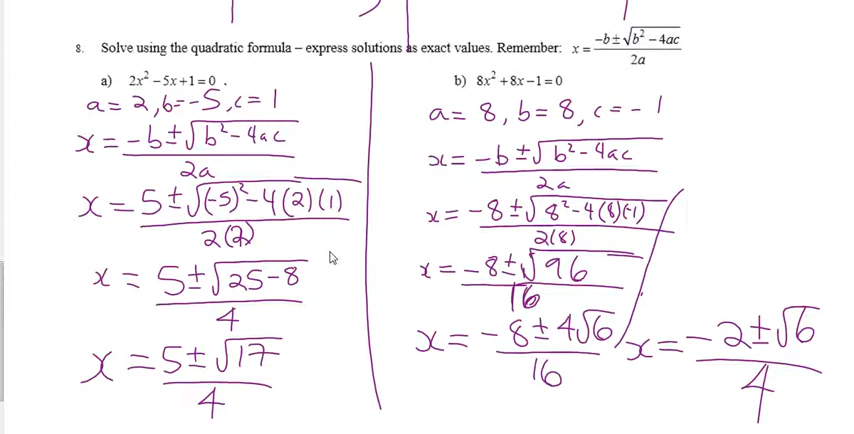 8. Solve using the quadratic formula – express solutions as exact values. Remember: x = (-b ± √(b² - 4ac)) / 2a
a) 2x² - 5x + 1 = 0 .
a = 2, b = -5, c = 1
x = (-b ± √(b² - 4ac)) / 2a
x = (5 ± √((-5)² - 4(2)(1))) / 2(2)
x = (5 ± √(25 - 8)) / 4
x = (5 ± √17) / 4
b) 8x² + 8x - 1 = 0
a = 8, b = 8, c = -1
x = (-b ± √(b² - 4ac)) / 2a
x = (-8 ± √(8² - 4(8)(-1))) / 2(8)
x = (-8 ± √96) / 16
x = (-8 ± 4√6) / 16
x = (-2 ± √6) / 4